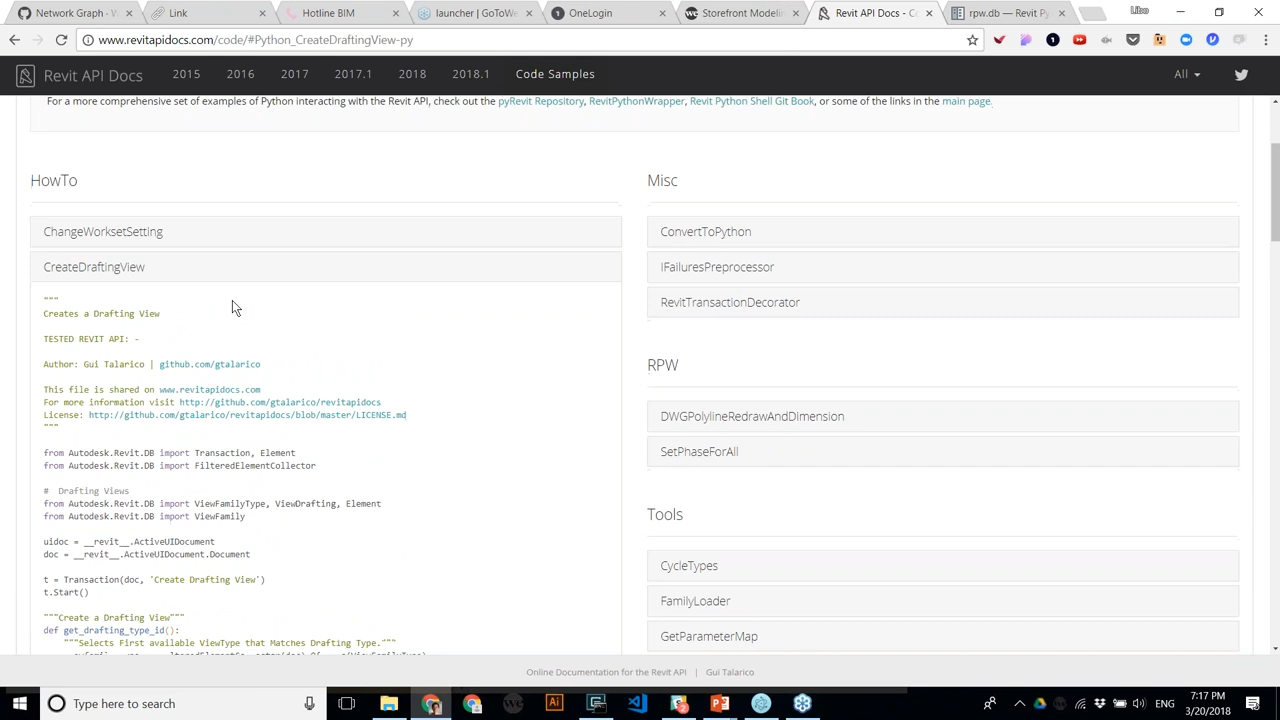 Network Graph · W
Link
Hotline BIM
launcher | GoToWe
OneLogin
Storefront Modelin
Revit API Docs - Co
rpw.db — Revit Py
www.revitapidocs.com/code/#Python_CreateDraftingView-py
Revit API Docs 2015 2016 2017 2017.1 2018 2018.1 Code Samples All
For a more comprehensive set of examples of Python interacting with the Revit API, check out the pyRevit Repository, RevitPythonWrapper, Revit Python Shell Git Book, or some of the links in the main page.
HowTo
ChangeWorksetSetting
CreateDraftingView
"""
Creates a Drafting View
TESTED REVIT API: -
Author: Gui Talarico | github.com/gtalarico
This file is shared on www.revitapidocs.com
For more information visit http://github.com/gtalarico/revitapidocs
License: http://github.com/gtalarico/revitapidocs/blob/master/LICENSE.md
"""
from Autodesk.Revit.DB import Transaction, Element
from Autodesk.Revit.DB import FilteredElementCollector
# Drafting Views
from Autodesk.Revit.DB import ViewFamilyType, ViewDrafting, Element
from Autodesk.Revit.DB import ViewFamily
uidoc = __revit__.ActiveUIDocument
doc = __revit__.ActiveUIDocument.Document
t = Transaction(doc, 'Create Drafting View')
t.Start()
"""Create a Drafting View"""
def get_drafting_type_id():
"""Selects First available ViewType that Matches Drafting Type."""
Misc
ConvertToPython
IFailuresPreprocessor
RevitTransactionDecorator
RPW
DWGPolylineRedrawAndDimension
SetPhaseForAll
Tools
CycleTypes
FamilyLoader
GetParameterMap
Online Documentation for the Revit API | Gui Talarico
Type here to search
ENG
7:17 PM
3/20/2018